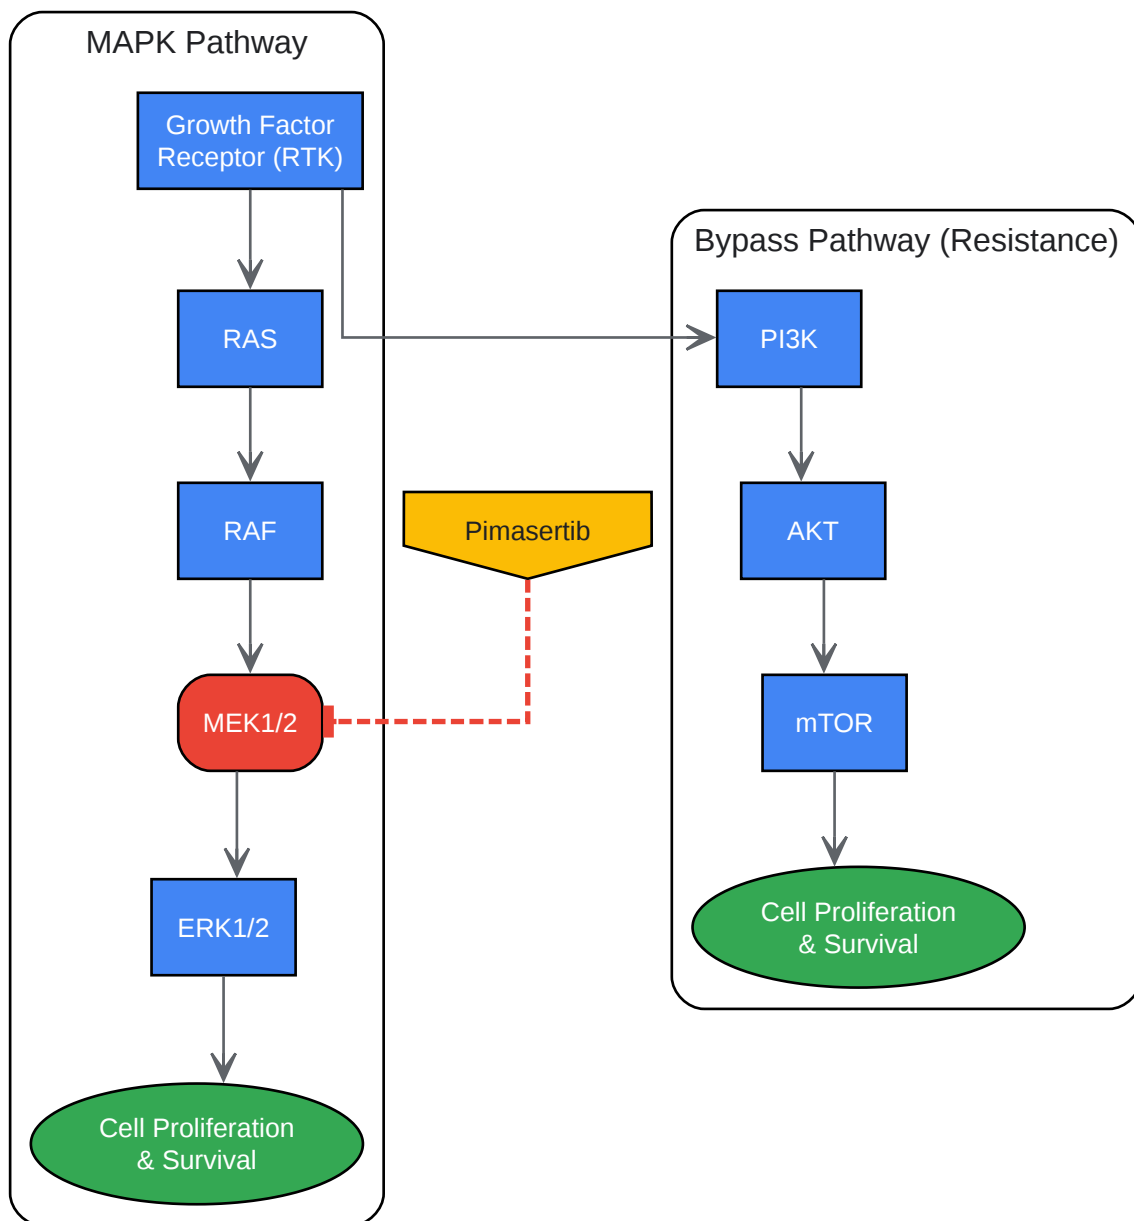 MAPK Pathway
Growth Factor
Receptor (RTK)
RAS
RAF
MEK1/2
ERK1/2
Cell Proliferation
& Survival
Pimasertib
Bypass Pathway (Resistance)
PI3K
AKT
mTOR
Cell Proliferation
& Survival